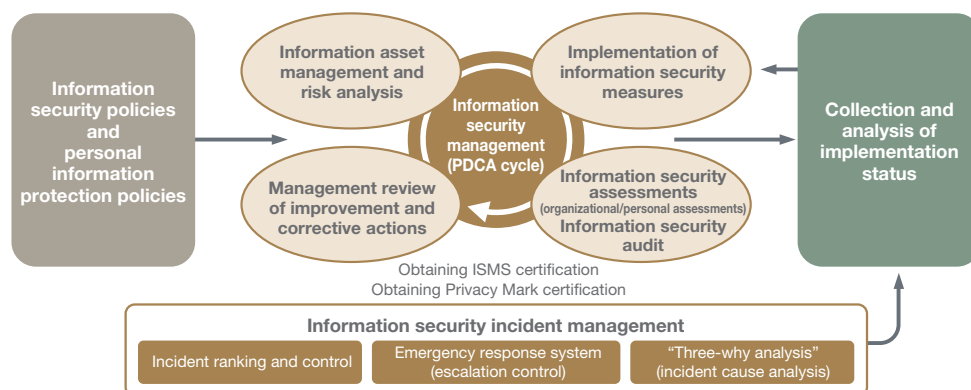 Information
security policies
and
personal
information
protection policies
Information asset
management and
risk analysis
Implementation of
information security
measures
Information
security
management
(PDCA cycle)
Management review
of improvement and
corrective actions
Information security
assessments
(organizational/personal assessments)
Information security
audit
Collection and
analysis of
implementation
status
Obtaining ISMS certification
Obtaining Privacy Mark certification
Information security incident management
Incident ranking and control
Emergency response system
(escalation control)
“Three-why analysis”
(incident cause analysis)